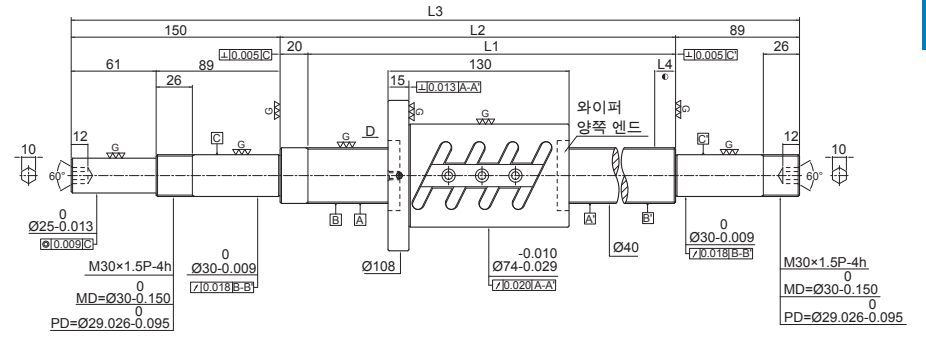 L3
150 L2 89
⊥ 0.005 C 20 L1 ⊥ 0.005 C' 26
61 89 130 L4
26 15 ⊥ 0.013 A-A'
G G G
와이퍼
양쪽 엔드
12 G C G G D G C' G 12
10 60° 60° 10
B A A' B'
0
Ø25-0.013
◎ 0.009 C
0
Ø30-0.009
↗ 0.018 B-B'
M30×1.5P-4h
0
MD=Ø30-0.150
0
PD=Ø29.026-0.095
Ø108
-0.010
Ø74-0.029
↗ 0.020 A-A'
Ø40
0
Ø30-0.009
↗ 0.018 B-B'
M30×1.5P-4h
0
MD=Ø30-0.150
0
PD=Ø29.026-0.095